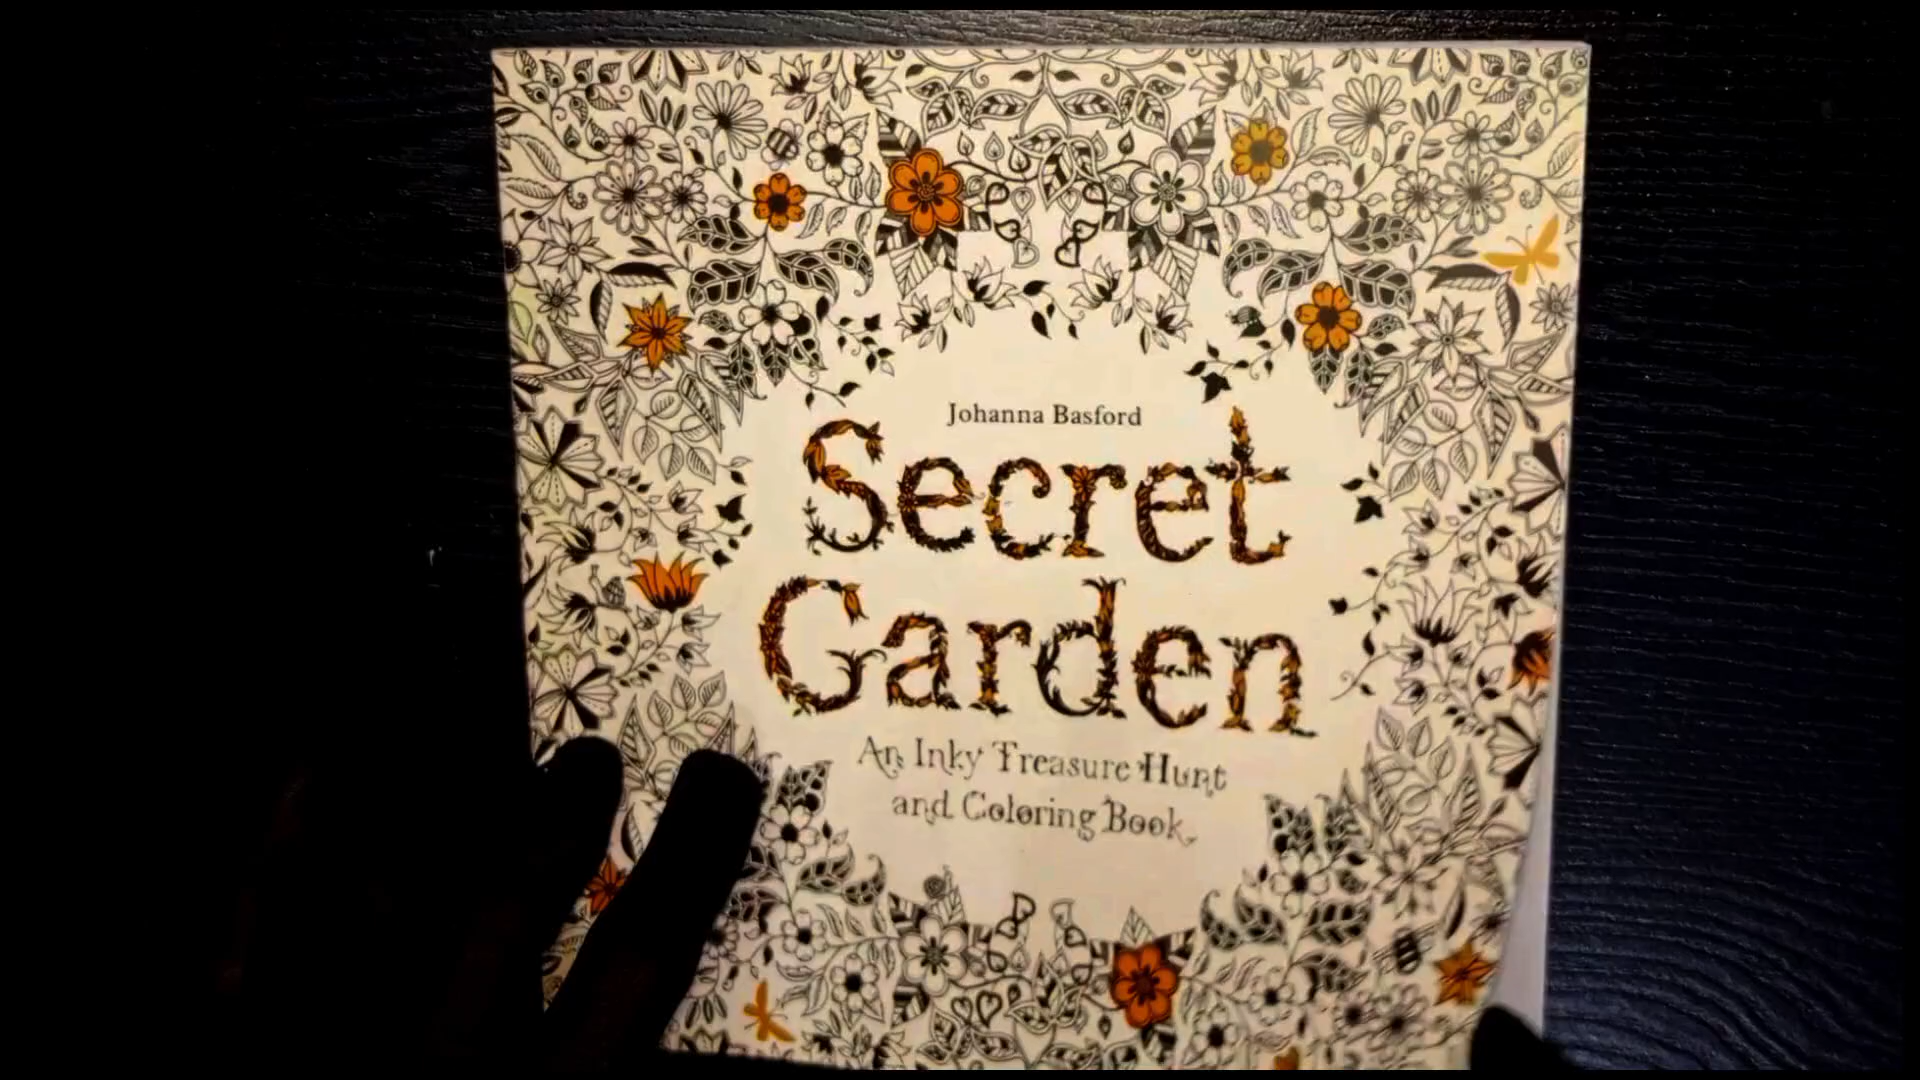 Johanna Basford
Secret
Garden
An Inky Treasure Hunt
and Coloring Book